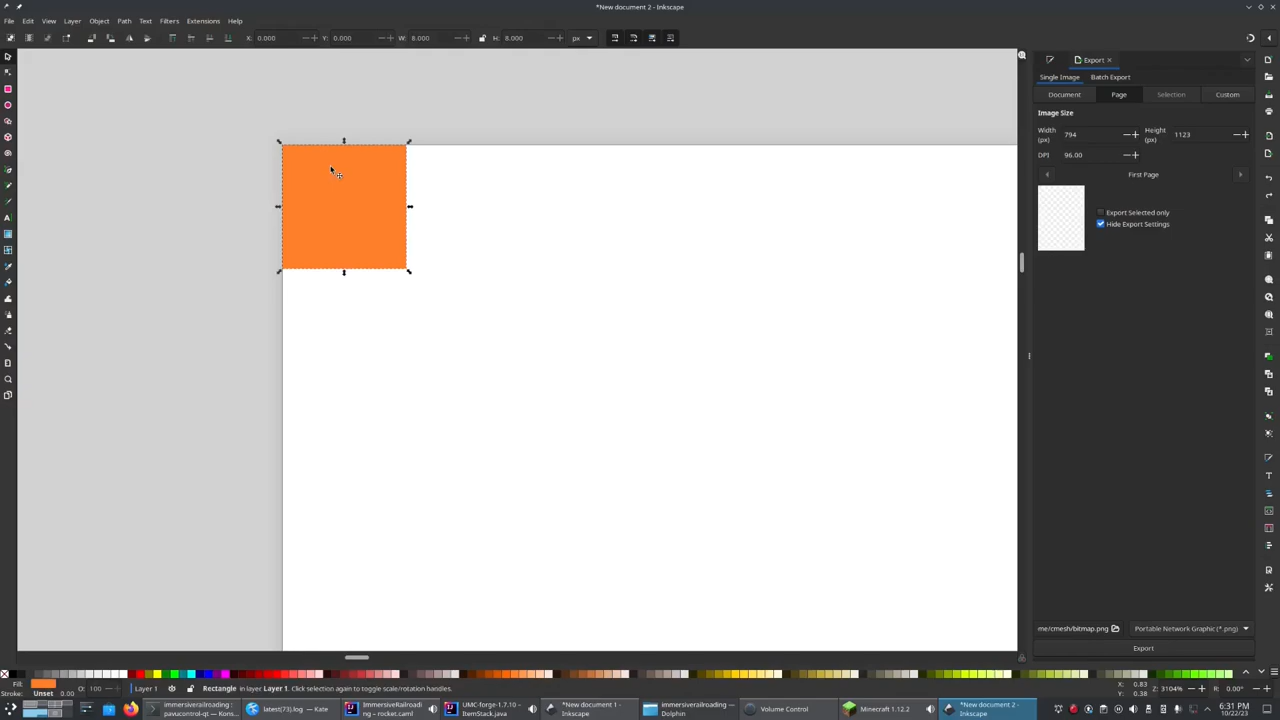 *New document 2 - Inkscape
File Edit View Layer Object Path Text Filters Extensions Help
X: 0.000 Y: 0.000 W: 8.000 H: 8.000 px
Export
Single Image Batch Export
Document Page Selection Custom
Image Size
Width (px) 794 Height (px) 1123
DPI 96.00
First Page
Export Selected only
Hide Export Settings
me/cmesh/bitmap.png Portable Network Graphic (*.png)
Export
Fill:
Stroke: Unset 0.00
O: 100
Layer 1
Rectangle in layer Layer 1. Click selection again to toggle scale/rotation handles.
X: 0.83
Y: 0.38
Z: 3104%
R: 0.00°
immersiverailroading :
pavucontrol-qt — Kons...
latest(73).log — Kate
ImmersiveRailroadi
ng – rocket.caml
UMC-forge-1.7.10 –
ItemStack.java
*New document 1 -
Inkscape
immersiverailroading —
Dolphin
Volume Control
Minecraft 1.12.2
*New document 2 -
Inkscape
6:31 PM
10/22/23